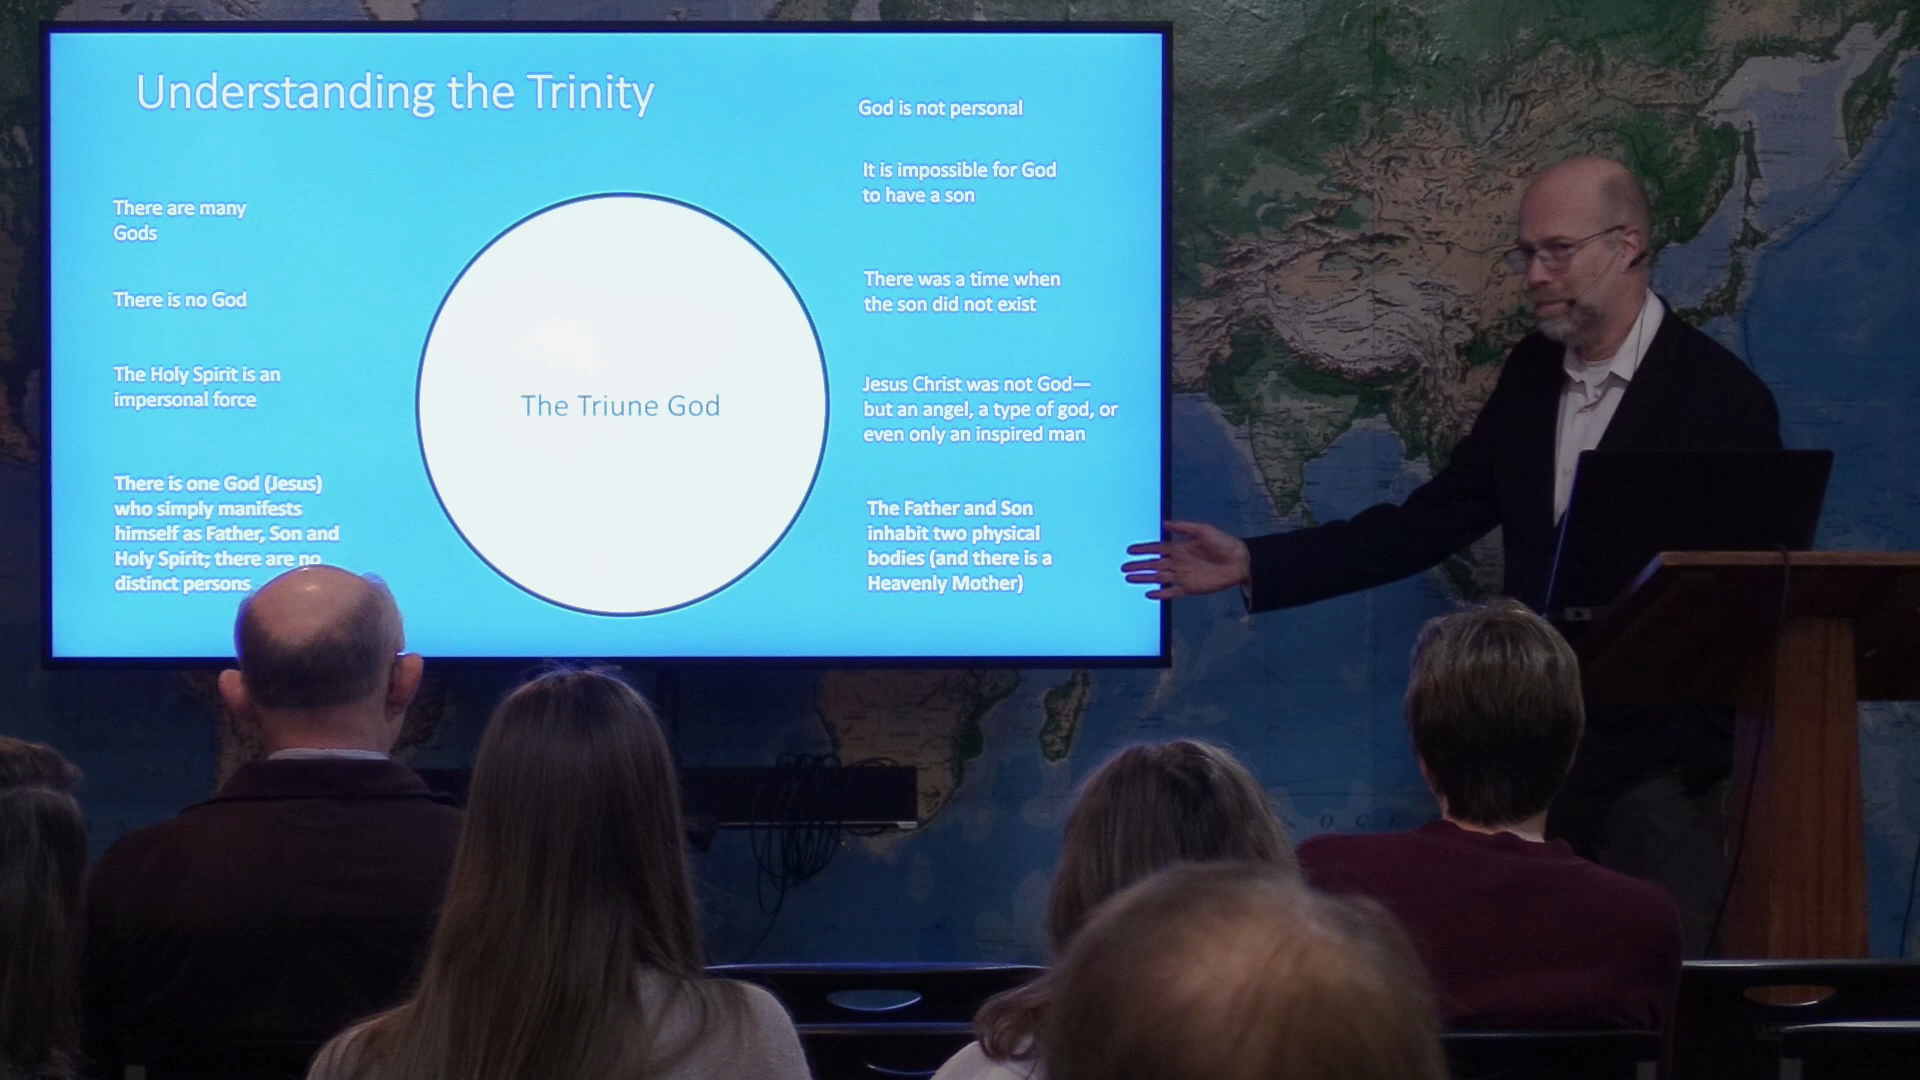 Understanding the Trinity
There are many
Gods
There is no God
The Holy Spirit is an
impersonal force
There is one God (Jesus)
who simply manifests
himself as Father, Son and
Holy Spirit; there are no
distinct persons
The Triune God
God is not personal
It is impossible for God
to have a son
There was a time when
the son did not exist
Jesus Christ was not God—
but an angel, a type of god, or
even only an inspired man
The Father and Son
inhabit two physical
bodies (and there is a
Heavenly Mother)
O C E